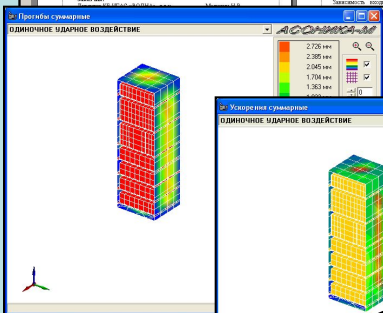 Прогибы суммарные
ОДИНОЧНОЕ УДАРНОЕ ВОЗДЕЙСТВИЕ
АСОНИКА-М
2.726 мм
2.385 мм
2.045 мм
1.704 мм
1.363 мм
0
Ускорения суммарные
ОДИНОЧНОЕ УДАРНОЕ ВОЗДЕЙСТВИЕ